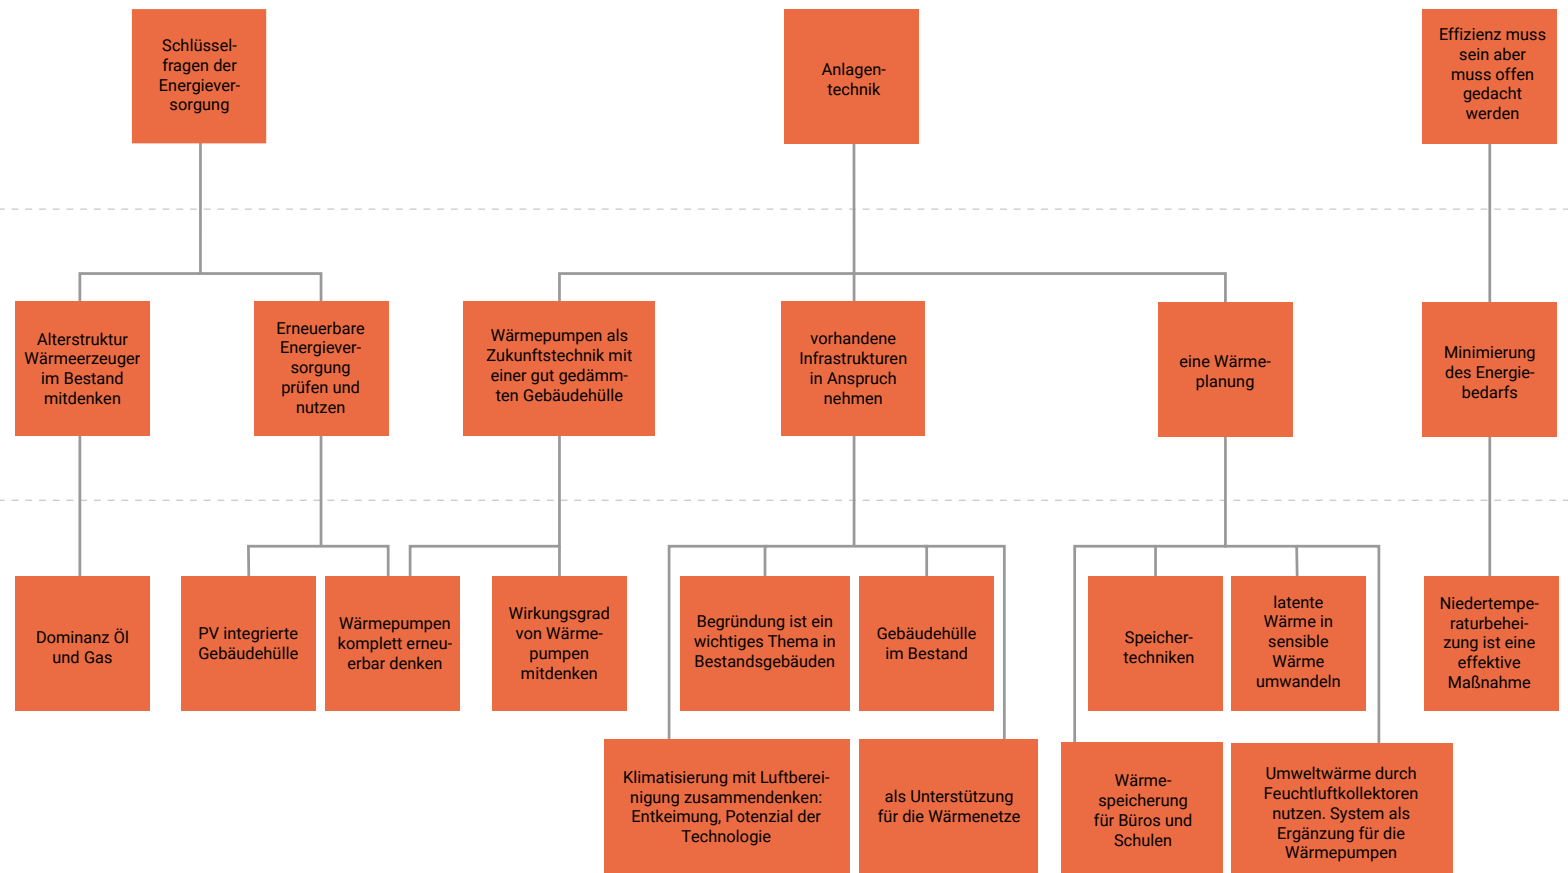 Schlüssel-
fragen der
Energiever-
sorgung
Anlagen-
technik
Effizienz muss
sein aber
muss offen
gedacht
werden
Alterstruktur
Wärmeerzeuger
im Bestand
mitdenken
Erneuerbare
Energiever-
sorgung
prüfen und
nutzen
Wärmepumpen als
Zukunftstechnik mit
einer gut gedämm-
ten Gebäudehülle
vorhandene
Infrastrukturen
in Anspruch
nehmen
eine Wärme-
planung
Minimierung
des Energie-
bedarfs
Dominanz Öl
und Gas
PV integrierte
Gebäudehülle
Wärmepumpen
komplett erneu-
erbar denken
Wirkungsgrad
von Wärme-
pumpen
mitdenken
Begründung ist ein
wichtiges Thema in
Bestandsgebäuden
Gebäudehülle
im Bestand
Speicher-
techniken
latente
Wärme in
sensible
Wärme
umwandeln
Niedertempe-
raturbehei-
zung ist eine
effektive
Maßnahme
Klimatisierung mit Luftberei-
nigung zusammendenken:
Entkeimung, Potenzial der
Technologie
als Unterstützung
für die Wärmenetze
Wärme-
speicherung
für Büros und
Schulen
Umweltwärme durch
Feuchtluftkollektoren
nutzen. System als
Ergänzung für die
Wärmepumpen